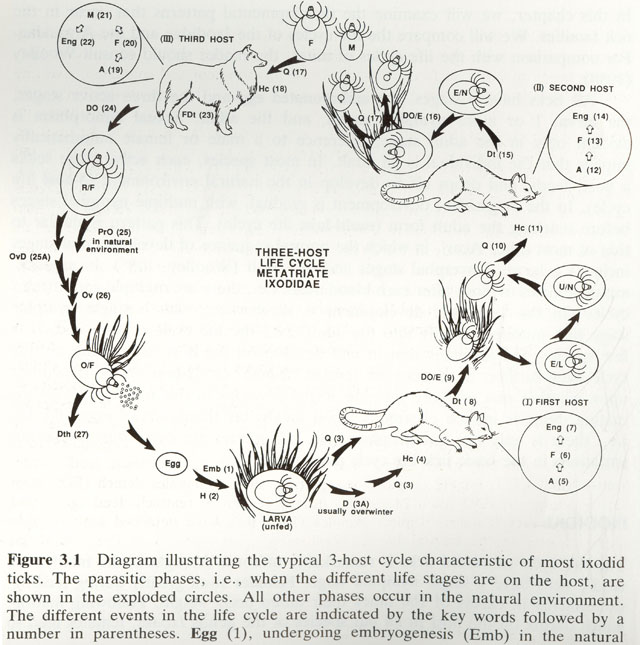 M (21)
Eng (22)
F (20)
A (19)
(III) THIRD HOST
F
M
Q (17)
Hc (18)
FDt (23)
DO (24)
Q (17)
DO/E (16)
E/N
Dt (15)
(II) SECOND HOST
Eng (14)
F (13)
A (12)
R/F
PrO (25)
in natural
environment
OvD (25A)
Ov (26)
THREE-HOST
LIFE CYCLE
METATRIATE
IXODIDAE
Hc (11)
Q (10)
U/N
E/L
DO/E (9)
Dt (8)
(I) FIRST HOST
Eng (7)
F (6)
A (5)
O/F
Dth (27)
Egg
Emb (1)
H (2)
LARVA
(unfed)
Q (3)
Hc (4)
Q (3)
D (3A)
usually overwinter
Figure 3.1 Diagram illustrating the typical 3-host cycle characteristic of most ixodid
ticks. The parasitic phases, i.e., when the different life stages are on the host, are
shown in the exploded circles. All other phases occur in the natural environment.
The different events in the life cycle are indicated by the key words followed by a
number in parentheses. Egg (1), undergoing embryogenesis (Emb) in the natural